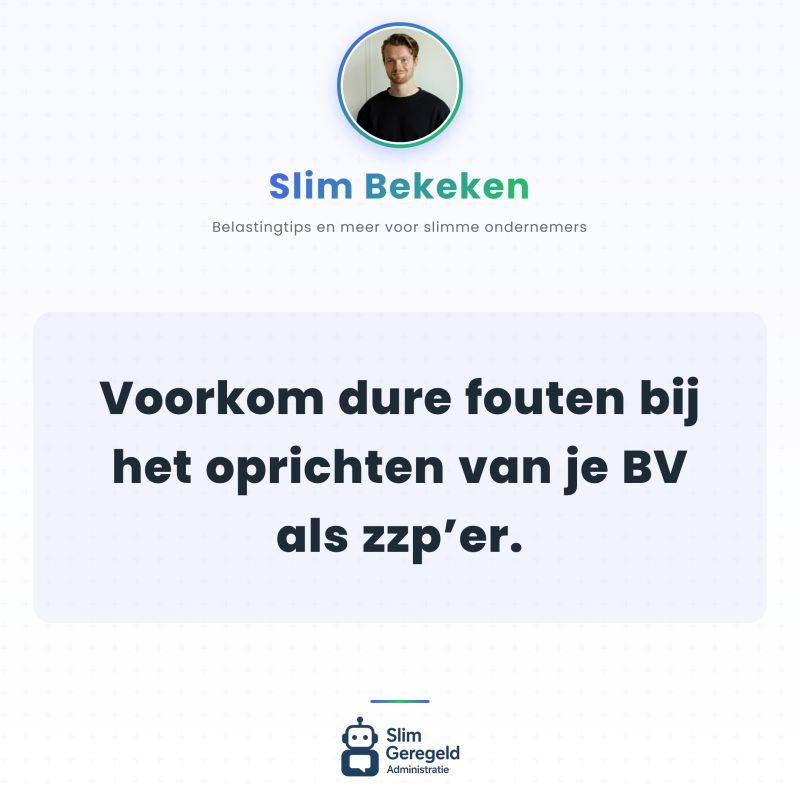 Slim Bekeken
Belastingtips en meer voor slimme ondernemers
Voorkom dure fouten bij
het oprichten van je BV
als zzp’er.
Slim
Geregeld
Administratie